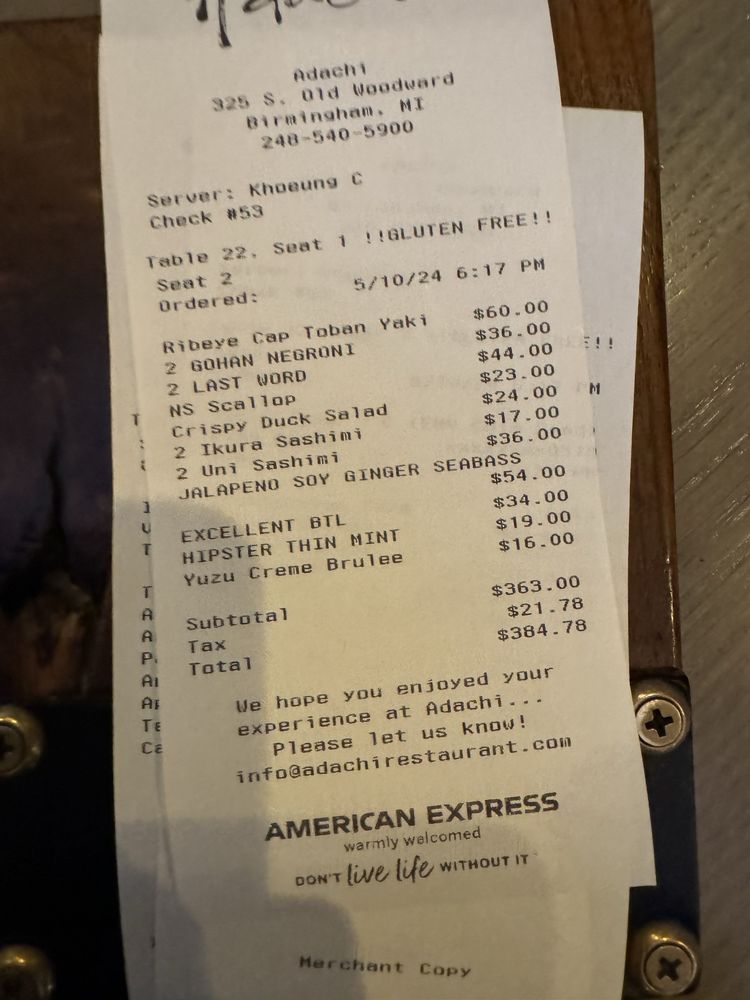 Adachi
325 S. Old Woodward
Birmingham, MI
248-540-5900
Server: Khoeung C
Check #53
Table 22, Seat 1 !!GLUTEN FREE!!
Seat 2
Ordered: 5/10/24 6:17 PM
Ribeye Cap Toban Yaki $60.00
2 GOHAN NEGRONI $36.00
2 LAST WORD $44.00
NS Scallop $23.00
Crispy Duck Salad $24.00
2 Ikura Sashimi $17.00
2 Uni Sashimi $36.00
JALAPENO SOY GINGER SEABASS
$54.00
EXCELLENT BTL $34.00
HIPSTER THIN MINT $19.00
Yuzu Creme Brulee $16.00
Subtotal $363.00
Tax $21.78
Total $384.78
We hope you enjoyed your
experience at Adachi...
Please let us know!
info@adachirestaurant.com
AMERICAN EXPRESS
warmly welcomed
DON'T live life WITHOUT IT
Merchant Copy